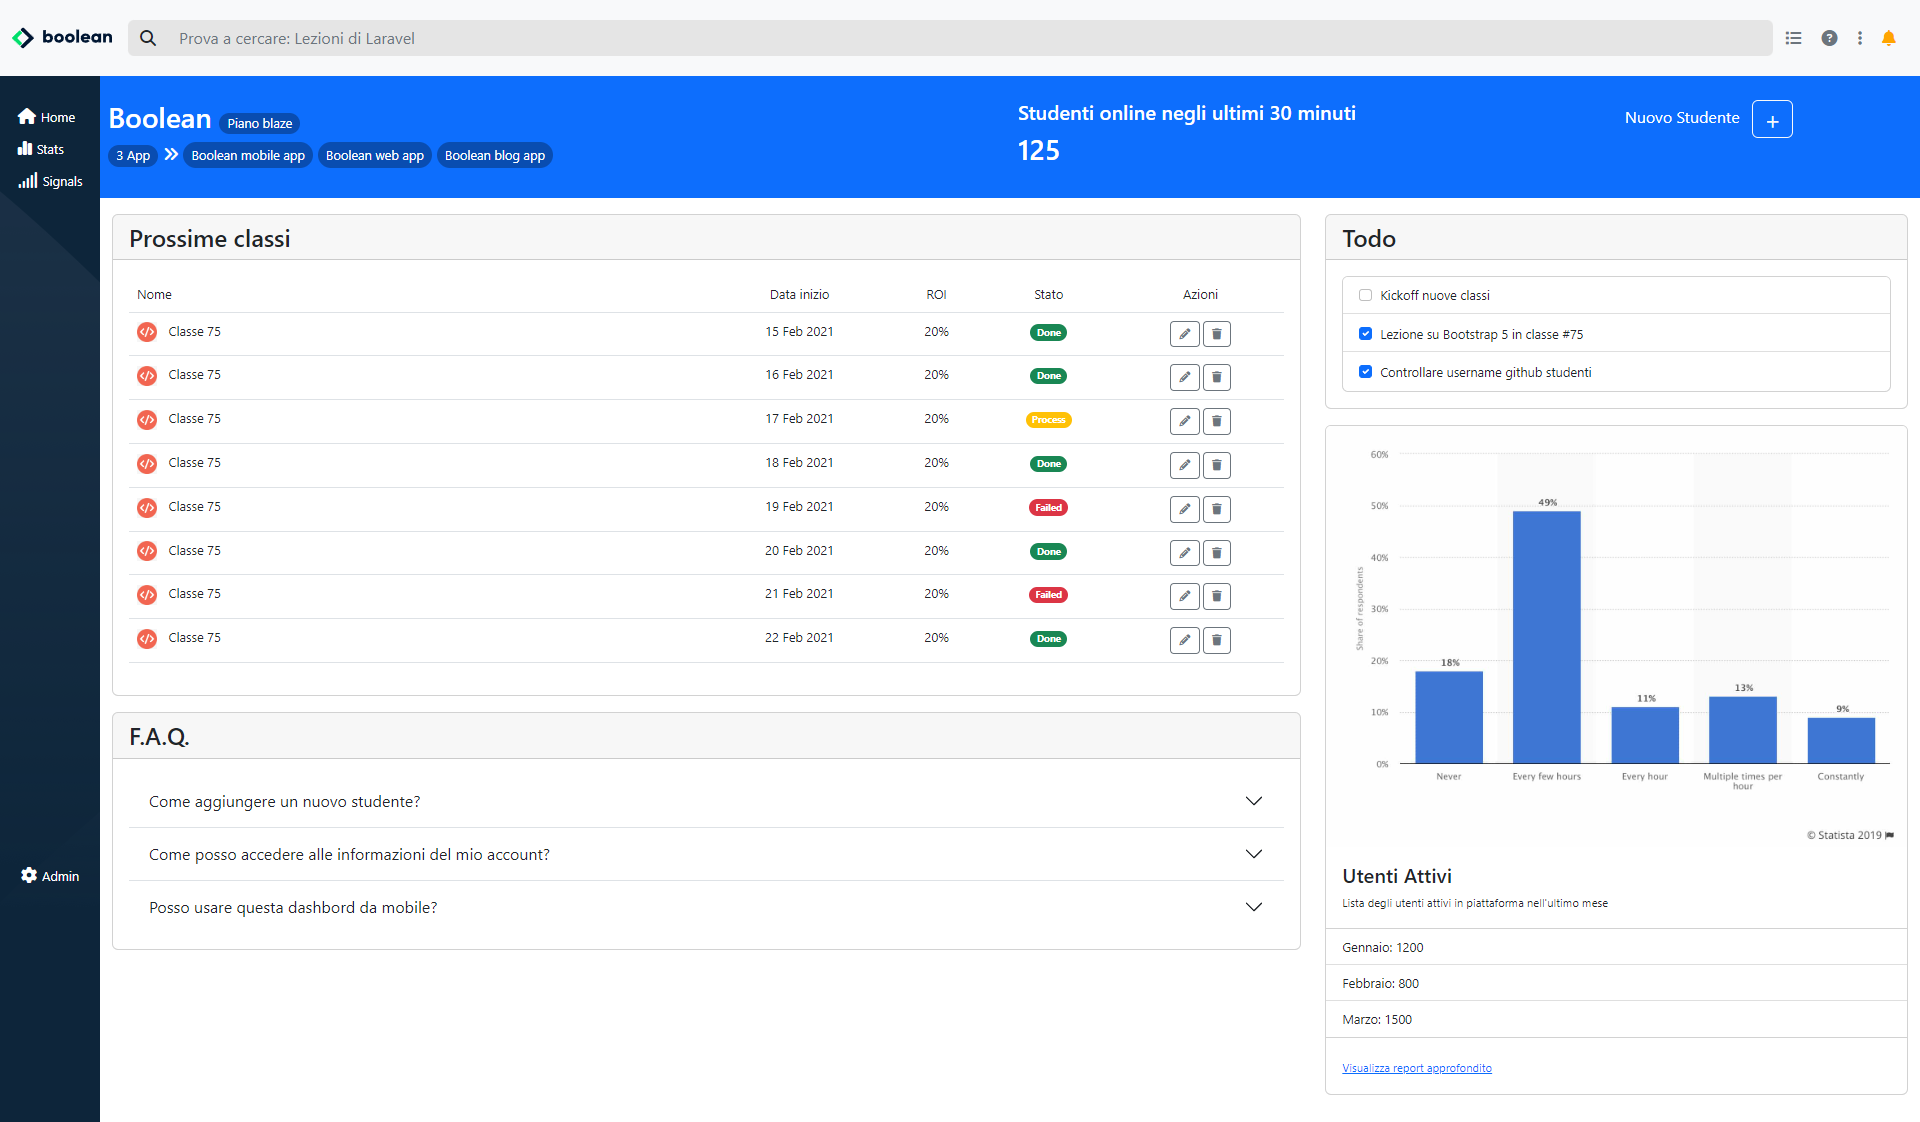 boolean
Prova a cercare: Lezioni di Laravel
Home
Stats
Signals
Admin
Boolean Piano blaze
3 App Boolean mobile app Boolean web app Boolean blog app
Studenti online negli ultimi 30 minuti
125
Nuovo Studente +
Prossime classi
Nome Data inizio ROI Stato Azioni
Classe 75 15 Feb 2021 20% Done
Classe 75 16 Feb 2021 20% Done
Classe 75 17 Feb 2021 20% Process
Classe 75 18 Feb 2021 20% Done
Classe 75 19 Feb 2021 20% Failed
Classe 75 20 Feb 2021 20% Done
Classe 75 21 Feb 2021 20% Failed
Classe 75 22 Feb 2021 20% Done
F.A.Q.
Come aggiungere un nuovo studente?
Come posso accedere alle informazioni del mio account?
Posso usare questa dashbord da mobile?
Todo
Kickoff nuove classi
Lezione su Bootstrap 5 in classe #75
Controllare username github studenti
Share of respondents
60%
50%
40%
30%
20%
10%
0%
18%
49%
11%
13%
9%
Never
Every few hours
Every hour
Multiple times per
hour
Constantly
© Statista 2019
Utenti Attivi
Lista degli utenti attivi in piattaforma nell'ultimo mese
Gennaio: 1200
Febbraio: 800
Marzo: 1500
Visualizza report approfondito